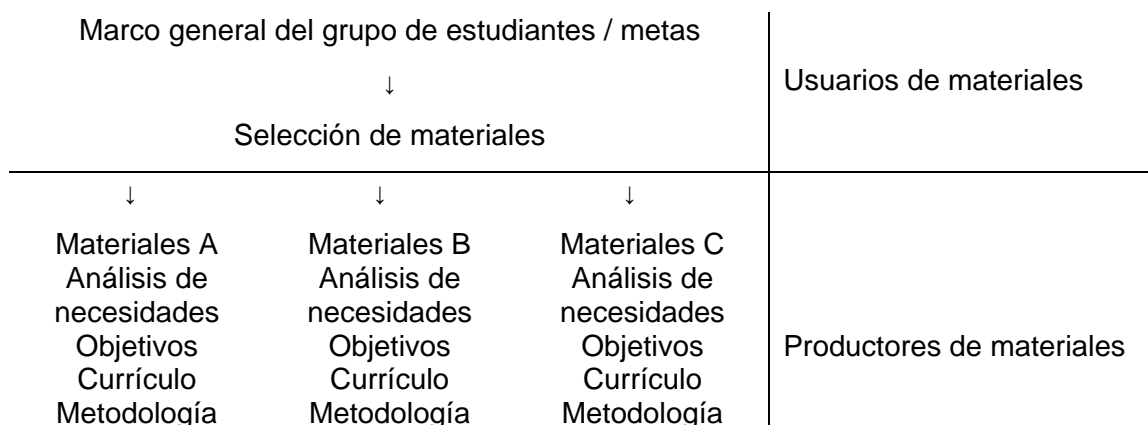 Marco general del grupo de estudiantes / metas
↓
Selección de materiales
Usuarios de materiales
↓ ↓ ↓
Materiales A Materiales B Materiales C
Análisis de Análisis de Análisis de
necesidades necesidades necesidades
Objetivos Objetivos Objetivos
Currículo Currículo Currículo
Metodología Metodología Metodología
Productores de materiales